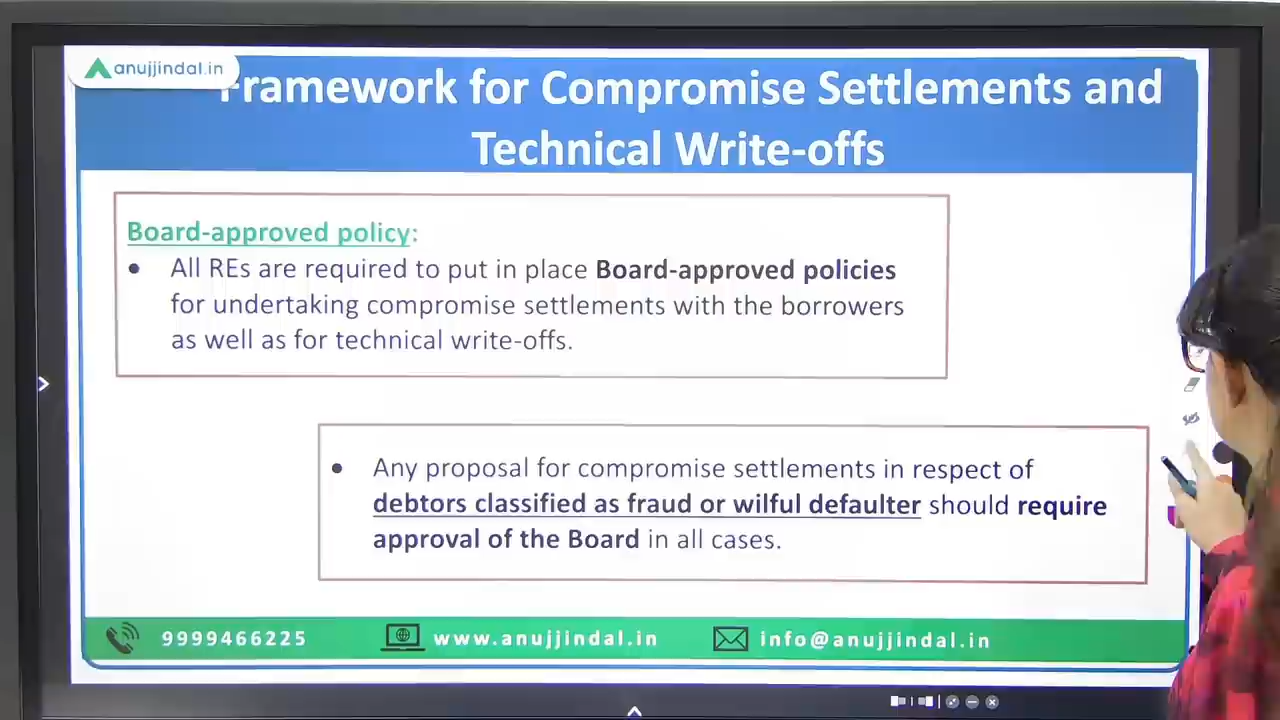 anujjindal.in
Framework for Compromise Settlements and
Technical Write-offs
Board-approved policy:
• All REs are required to put in place Board-approved policies
for undertaking compromise settlements with the borrowers
as well as for technical write-offs.
• Any proposal for compromise settlements in respect of
debtors classified as fraud or wilful defaulter should require
approval of the Board in all cases.
9999466225 www.anujjindal.in info@anujjindal.in